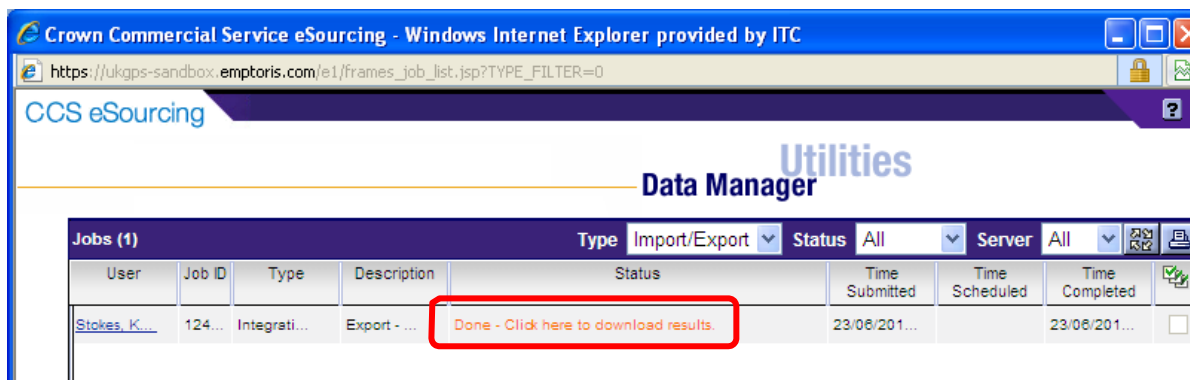 Crown Commercial Service eSourcing - Windows Internet Explorer provided by ITC
https://ukgps-sandbox.emptoris.com/e1/frames_job_list.jsp?TYPE_FILTER=0
CCS eSourcing
?
Utilities
Data Manager
Jobs (1) Type Import/Export Status All Server All
User Job ID Type Description Status Time Submitted Time Scheduled Time Completed
Stokes, K... 124... Integrati... Export - ... Done - Click here to download results. 23/06/201... 23/06/201...